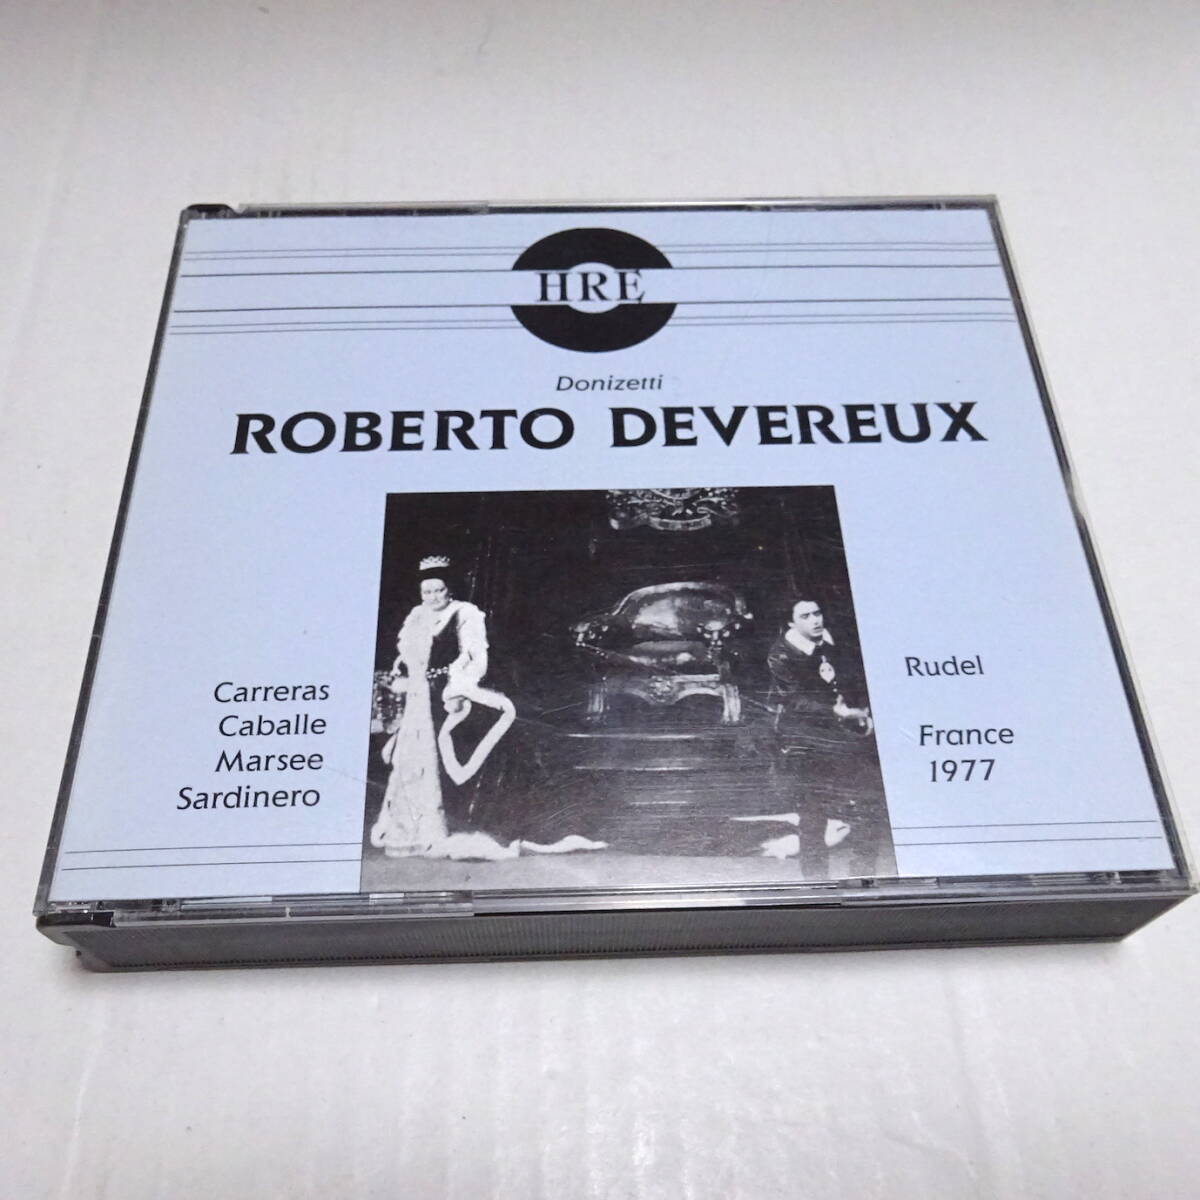 HRE
Donizetti
ROBERTO DEVEREUX
Carreras
Caballe
Marsee
Sardinero
Rudel
France
1977